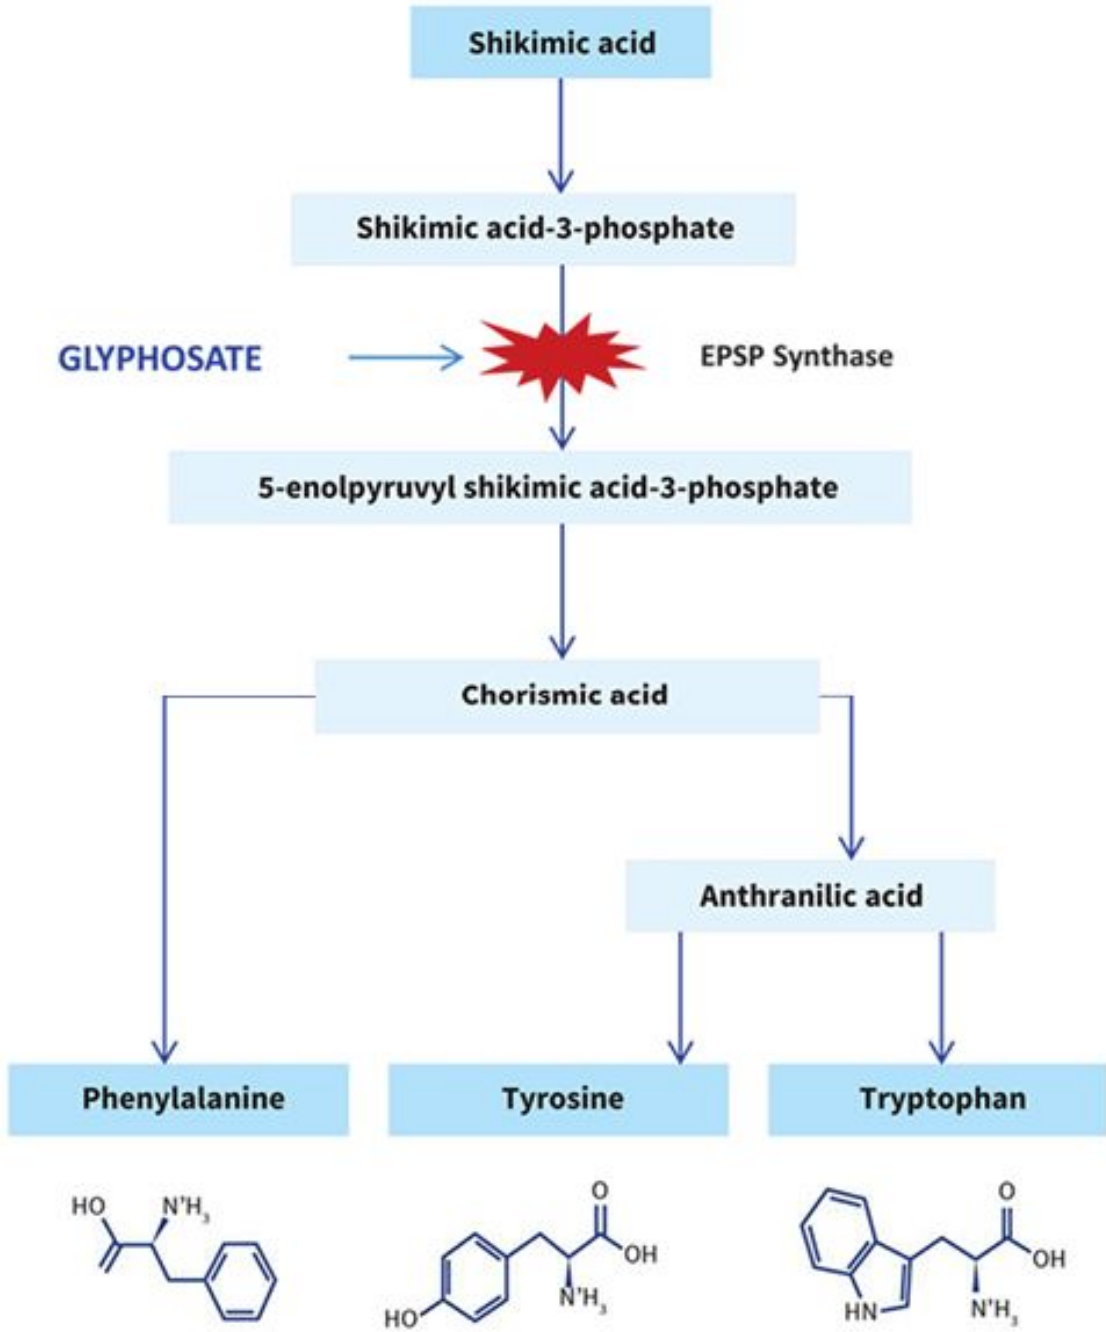 Shikimic acid
Shikimic acid-3-phosphate
GLYPHOSATE
EPSP Synthase
5-enolpyruvyl shikimic acid-3-phosphate
Chorismic acid
Anthranilic acid
Phenylalanine
Tyrosine
Tryptophan
HO
N'H₃
O
OH
N'H₃
HO
O
OH
N'H₃
HN